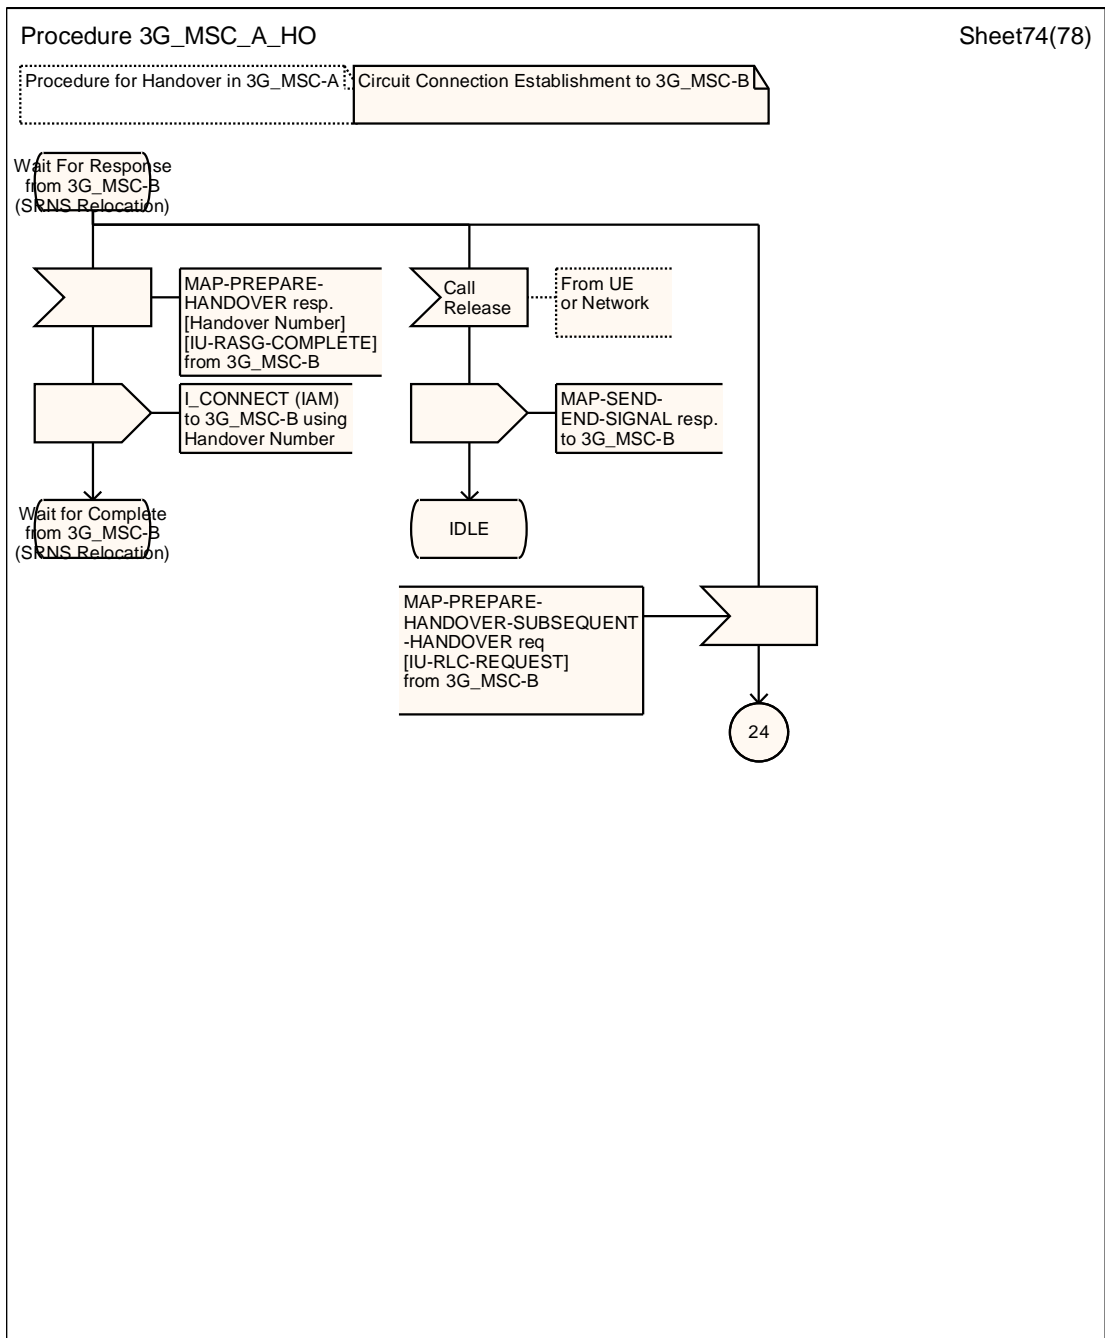 Procedure 3G_MSC_A_HO
Sheet74(78)
Procedure for Handover in 3G_MSC-A
Circuit Connection Establishment to 3G_MSC-B
Wait For Response
from 3G_MSC-B
(SRNS Relocation)
MAP-PREPARE-
HANDOVER resp.
[Handover Number]
[IU-RASG-COMPLETE]
from 3G_MSC-B
Call
Release
From UE
or Network
I_CONNECT (IAM)
to 3G_MSC-B using
Handover Number
MAP-SEND-
END-SIGNAL resp.
to 3G_MSC-B
Wait for Complete
from 3G_MSC-B
(SRNS Relocation)
IDLE
MAP-PREPARE-
HANDOVER-SUBSEQUENT
-HANDOVER req
[IU-RLC-REQUEST]
from 3G_MSC-B
24